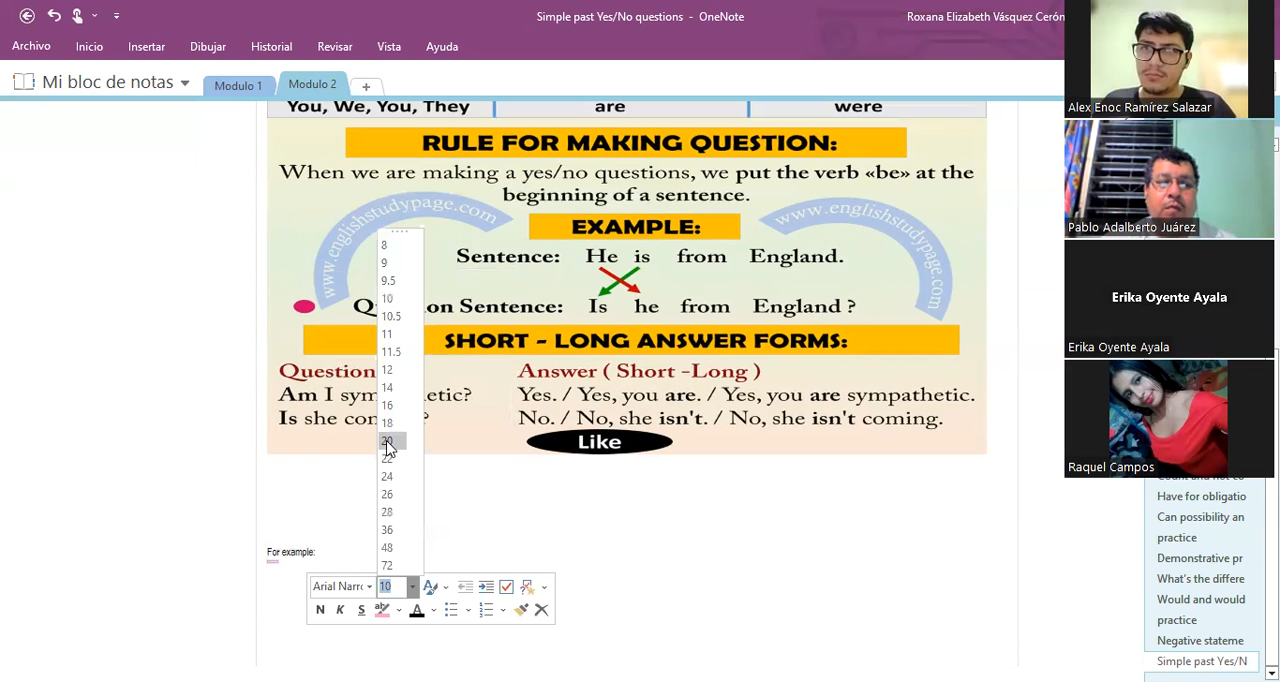 Simple past Yes/No questions - OneNote
Roxana Elizabeth Vásquez Cerón
Archivo Inicio Insertar Dibujar Historial Revisar Vista Ayuda
Mi bloc de notas Modulo 1 Modulo 2 +
Alex Enoc Ramírez Salazar
You, We, You, They are were
RULE FOR MAKING QUESTION:
When we are making a yes/no questions, we put the verb «be» at the
beginning of a sentence.
www.englishstudypage.com
www.englishstudypage.com
EXAMPLE:
Sentence: He is from England.
Question Sentence: Is he from England ?
SHORT - LONG ANSWER FORMS:
Question Answer ( Short -Long )
Am I sym etic? Yes. / Yes, you are. / Yes, you are sympathetic.
Is she com ? No. / No, she isn't. / No, she isn't coming.
Like
8
9
9.5
10
10.5
11
11.5
12
14
16
18
20
22
24
26
28
36
48
72
For example:
Arial Narrc 10
N K S ab A
Pablo Adalberto Juárez
Erika Oyente Ayala
Erika Oyente Ayala
Raquel Campos
Have for obligatio
Can possibility an
practice
Demonstrative pr
What's the differe
Would and would
practice
Negative stateme
Simple past Yes/N